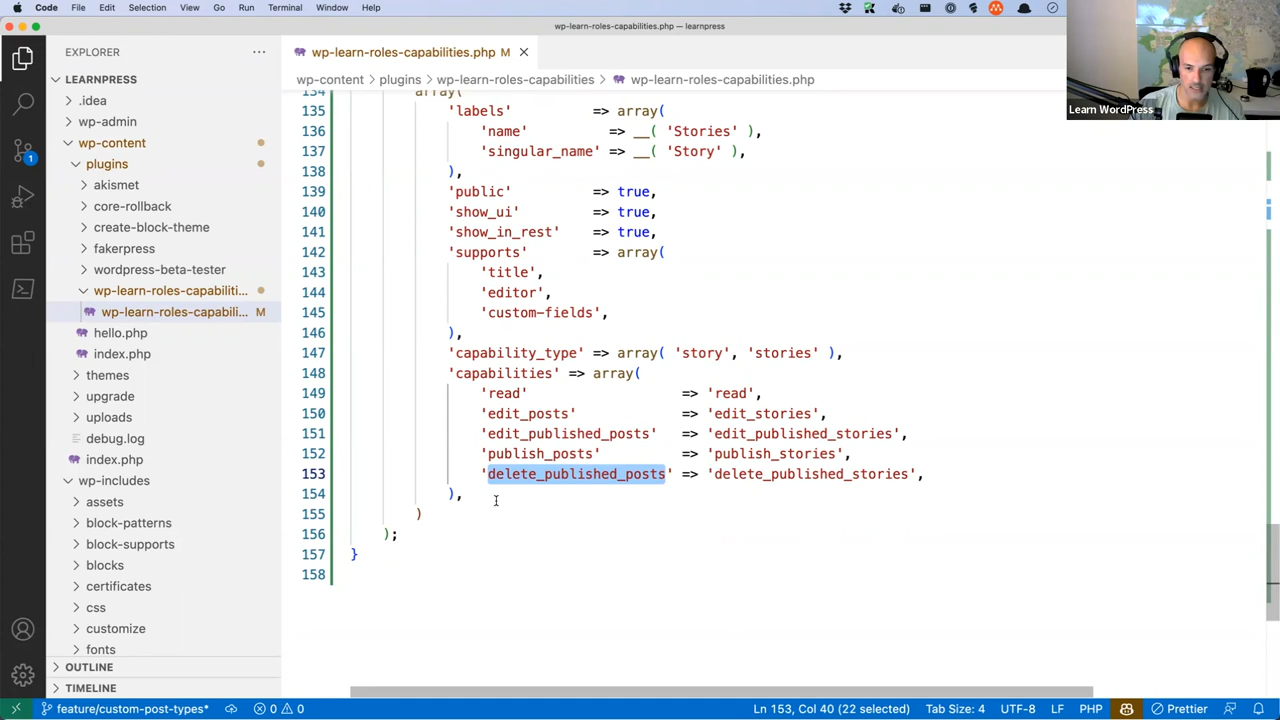 Code File Edit Selection View Go Run Terminal Window Help
wp-learn-roles-capabilities.php — learnpress
EXPLORER
wp-learn-roles-capabilities.php M
LEARNPRESS
wp-content plugins wp-learn-roles-capabilities wp-learn-roles-capabilities.php
Learn WordPress
.idea
wp-admin
wp-content
plugins
akismet
core-rollback
create-block-theme
fakerpress
wordpress-beta-tester
wp-learn-roles-capabiliti...
wp-learn-roles-capabili... M
hello.php
index.php
themes
upgrade
uploads
debug.log
index.php
wp-includes
assets
block-patterns
block-supports
blocks
certificates
css
customize
fonts
OUTLINE
TIMELINE
134 array(
135 'labels' => array(
136 'name' => __( 'Stories' ),
137 'singular_name' => __( 'Story' ),
138 ),
139 'public' => true,
140 'show_ui' => true,
141 'show_in_rest' => true,
142 'supports' => array(
143 'title',
144 'editor',
145 'custom-fields',
146 ),
147 'capability_type' => array( 'story', 'stories' ),
148 'capabilities' => array(
149 'read' => 'read',
150 'edit_posts' => 'edit_stories',
151 'edit_published_posts' => 'edit_published_stories',
152 'publish_posts' => 'publish_stories',
153 'delete_published_posts' => 'delete_published_stories',
154 ),
155 )
156 );
157 }
158
1
feature/custom-post-types* 0 0 Ln 153, Col 40 (22 selected) Tab Size: 4 UTF-8 LF PHP Prettier